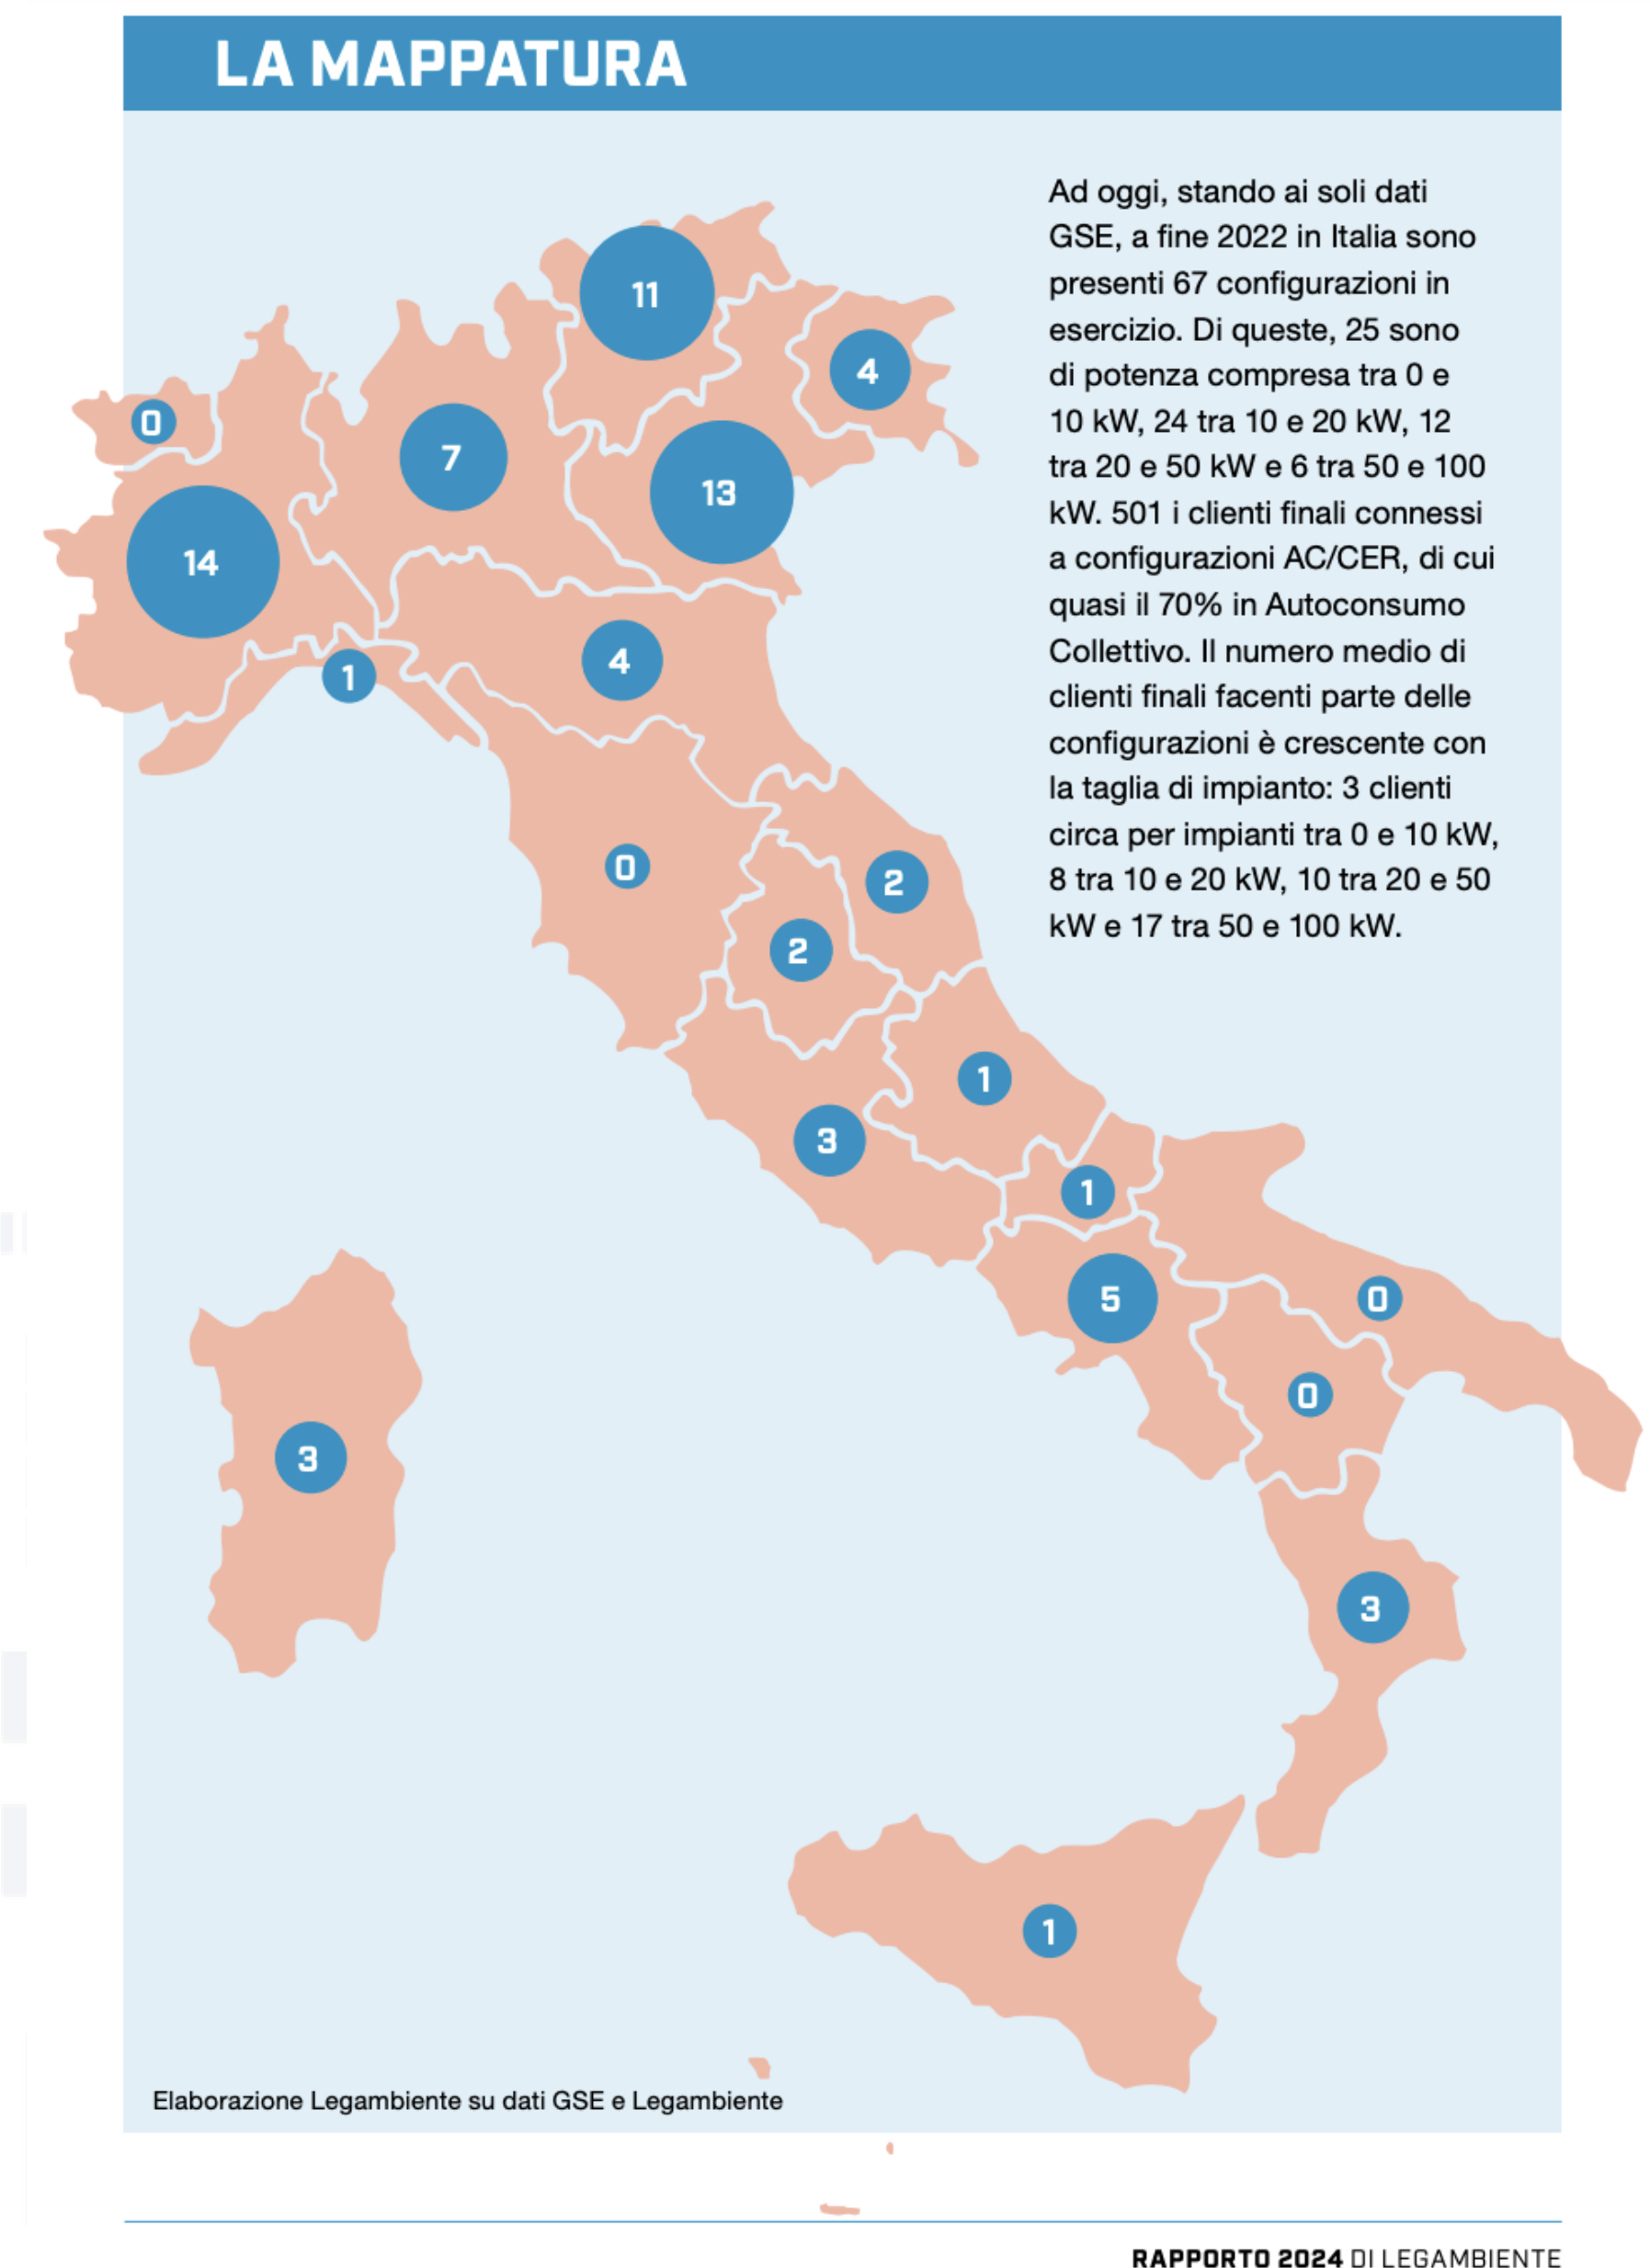 LA MAPPATURA
Ad oggi, stando ai soli dati
GSE, a fine 2022 in Italia sono
presenti 67 configurazioni in
esercizio. Di queste, 25 sono
di potenza compresa tra 0 e
10 kW, 24 tra 10 e 20 kW, 12
tra 20 e 50 kW e 6 tra 50 e 100
kW. 501 i clienti finali connessi
a configurazioni AC/CER, di cui
quasi il 70% in Autoconsumo
Collettivo. Il numero medio di
clienti finali facenti parte delle
configurazioni è crescente con
la taglia di impianto: 3 clienti
circa per impianti tra 0 e 10 kW,
8 tra 10 e 20 kW, 10 tra 20 e 50
kW e 17 tra 50 e 100 kW.
11
4
0
7
13
14
4
1
0
2
2
1
3
1
5
0
0
3
3
1
Elaborazione Legambiente su dati GSE e Legambiente
RAPPORTO 2024 DI LEGAMBIENTE